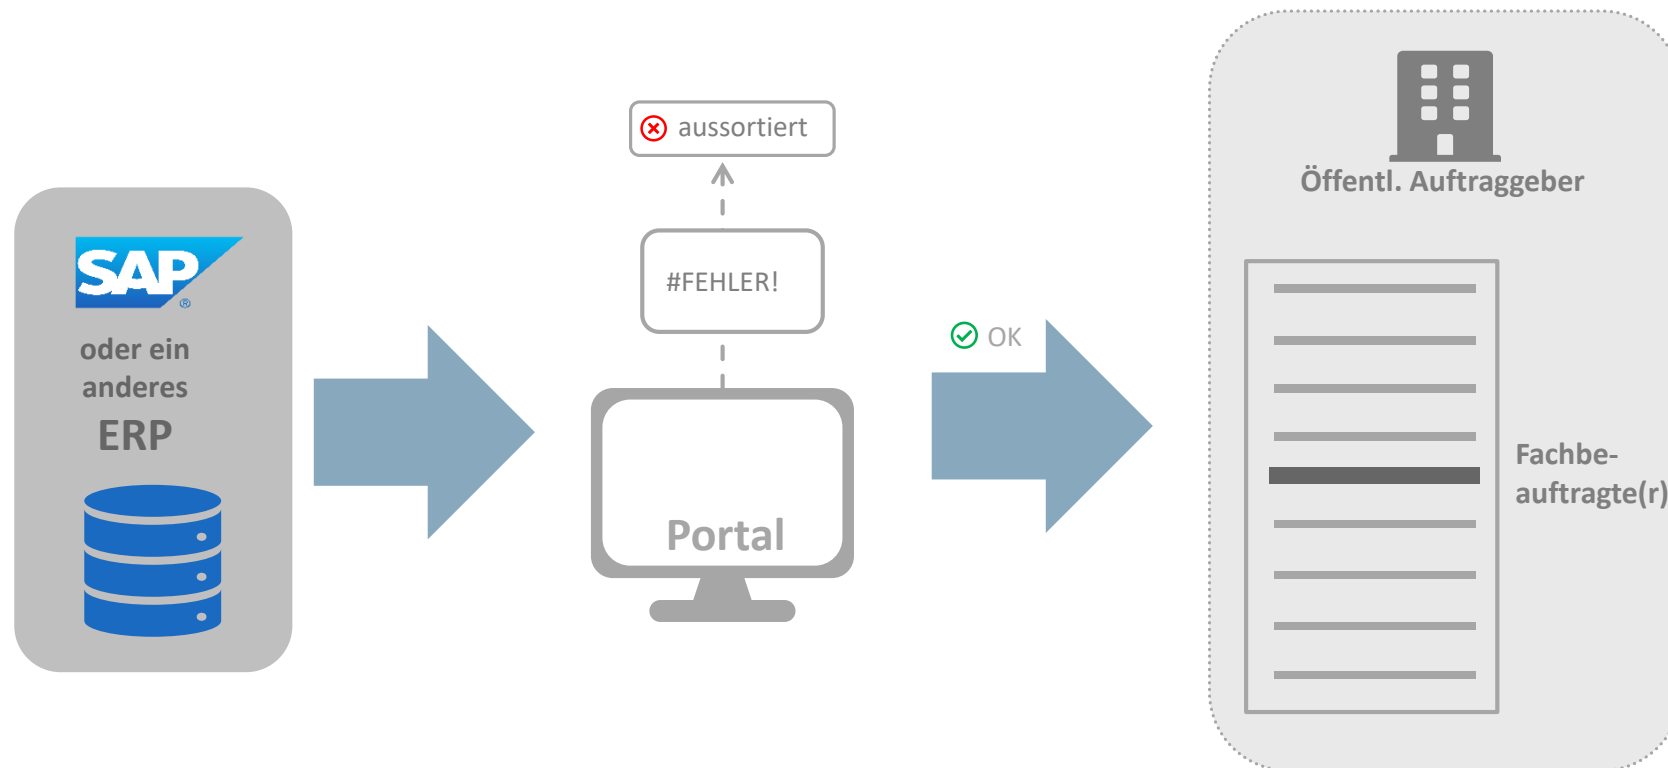 SAP
®
oder ein
anderes
ERP
aussortiert
#FEHLER!
Portal
OK
Öffentl. Auftraggeber
Fachbe-
auftragte(r)